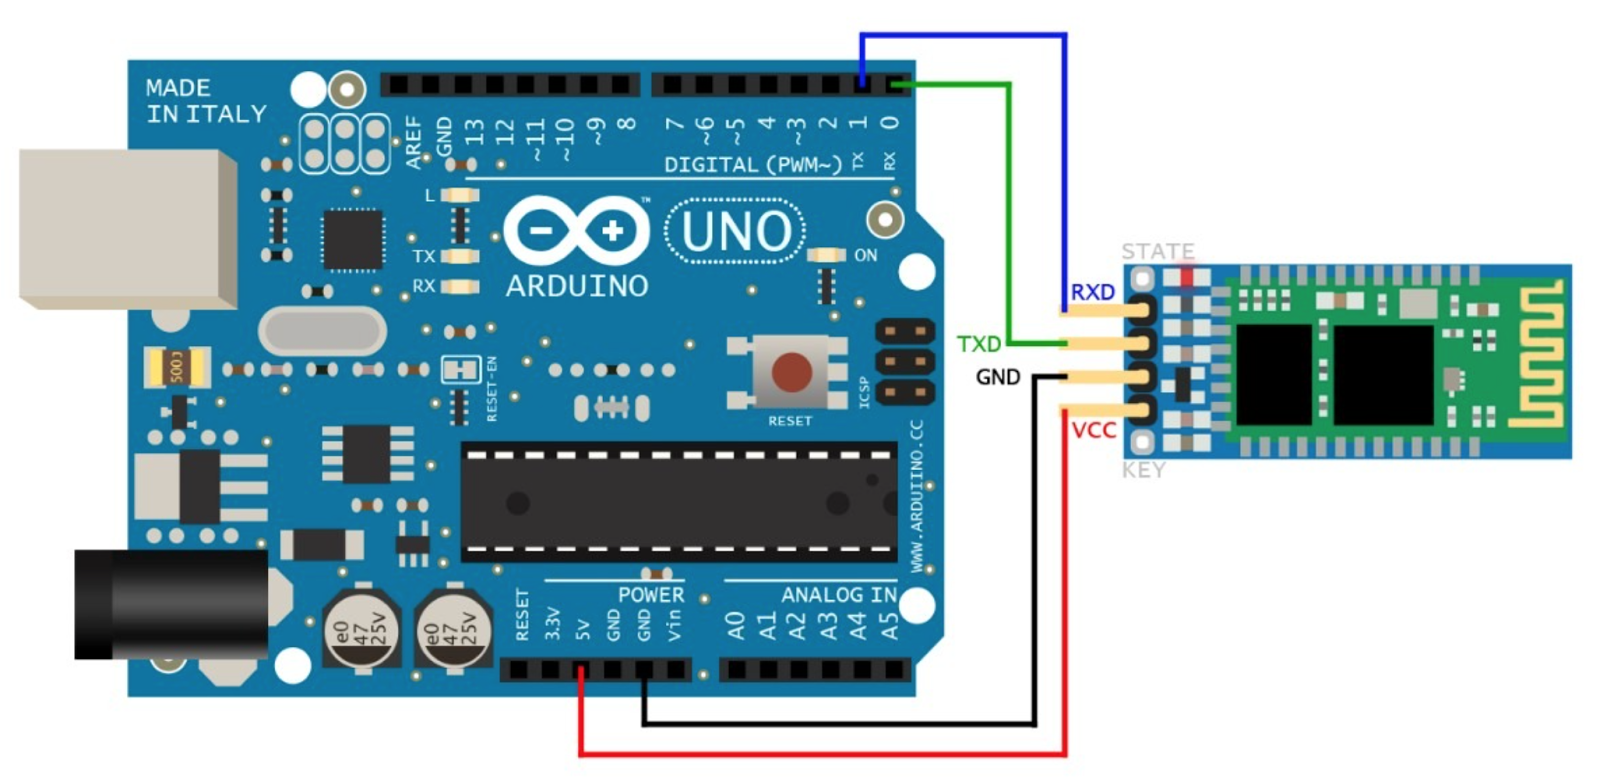 MADE
IN ITALY
AREF
GND
13
12
~11
~10
~9
8
7
~6
~5
4
~3
2
1
0
DIGITAL (PWM~)
TX
RX
L
TX
RX
™
UNO
ARDUINO
ON
500J
RESET-EN
RESET
ICSP
WWW.ARDUIINO.CC
e0
47
25V
e0
47
25V
POWER
ANALOG IN
RESET
3.3V
5V
GND
GND
Vin
A0
A1
A2
A3
A4
A5
STATE
RXD
TXD
GND
VCC
KEY